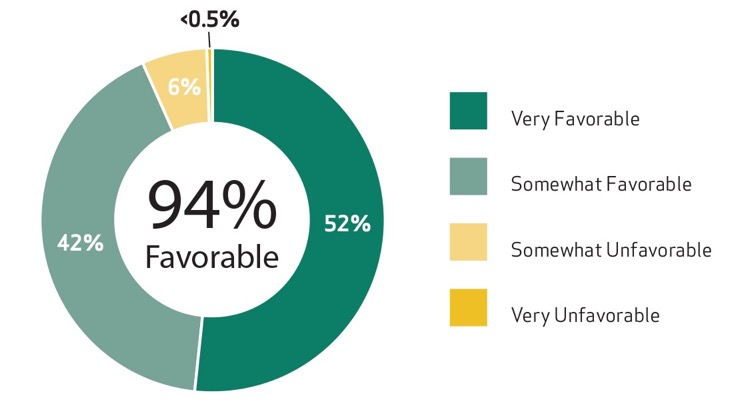 <0.5%
6%
94%
Favorable
52%
42%
Very Favorable
Somewhat Favorable
Somewhat Unfavorable
Very Unfavorable